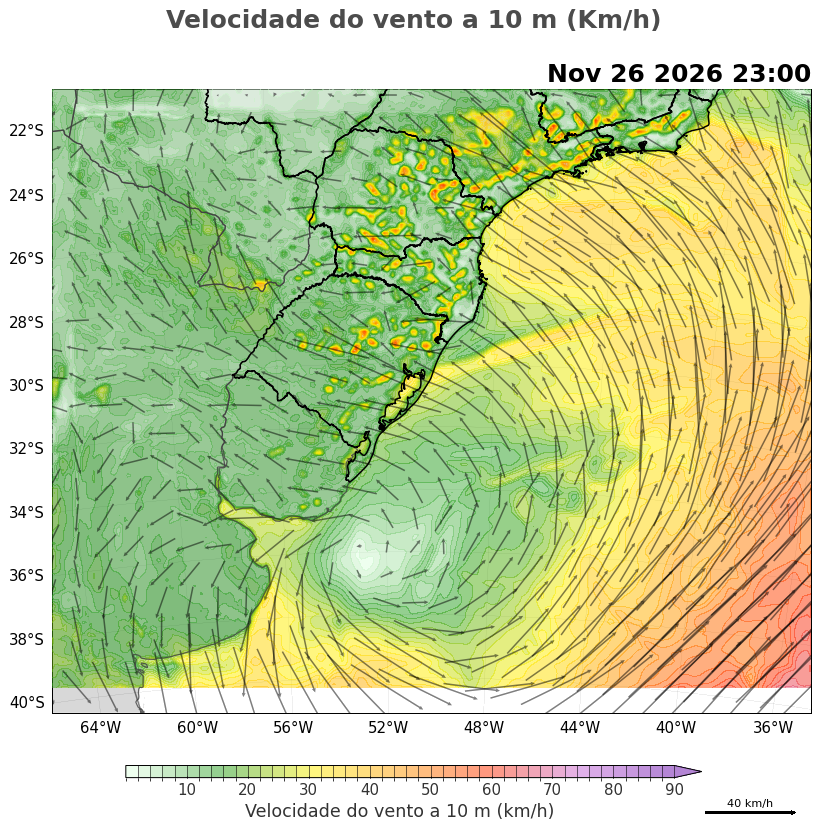 Velocidade do vento a 10 m (Km/h)
Nov 26 2026 23:00
22°S
24°S
26°S
28°S
30°S
32°S
34°S
36°S
38°S
40°S
64°W 60°W 56°W 52°W 48°W 44°W 40°W 36°W
10 20 30 40 50 60 70 80 90
Velocidade do vento a 10 m (km/h)
40 km/h